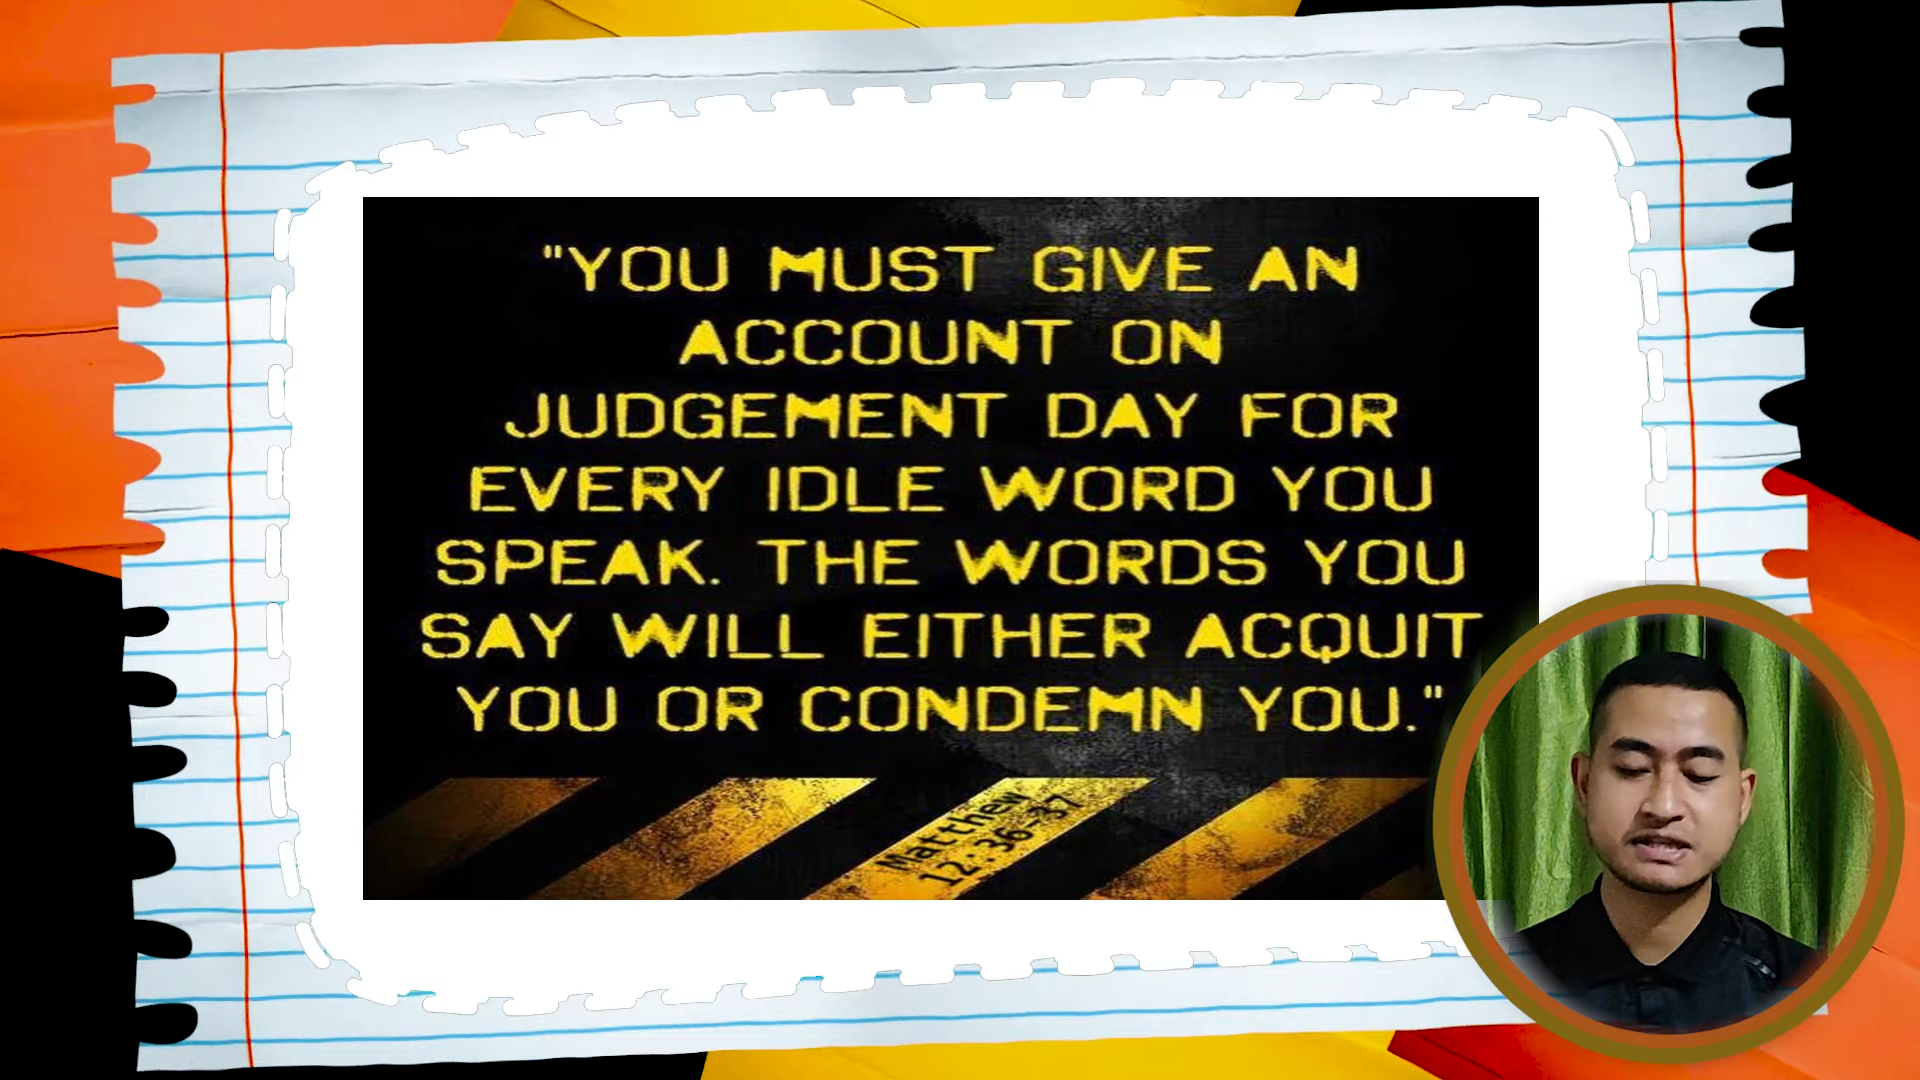 "YOU MUST GIVE AN
ACCOUNT ON
JUDGEMENT DAY FOR
EVERY IDLE WORD YOU
SPEAK. THE WORDS YOU
SAY WILL EITHER ACQUIT
YOU OR CONDEMN YOU."
Matthew
12:36-37